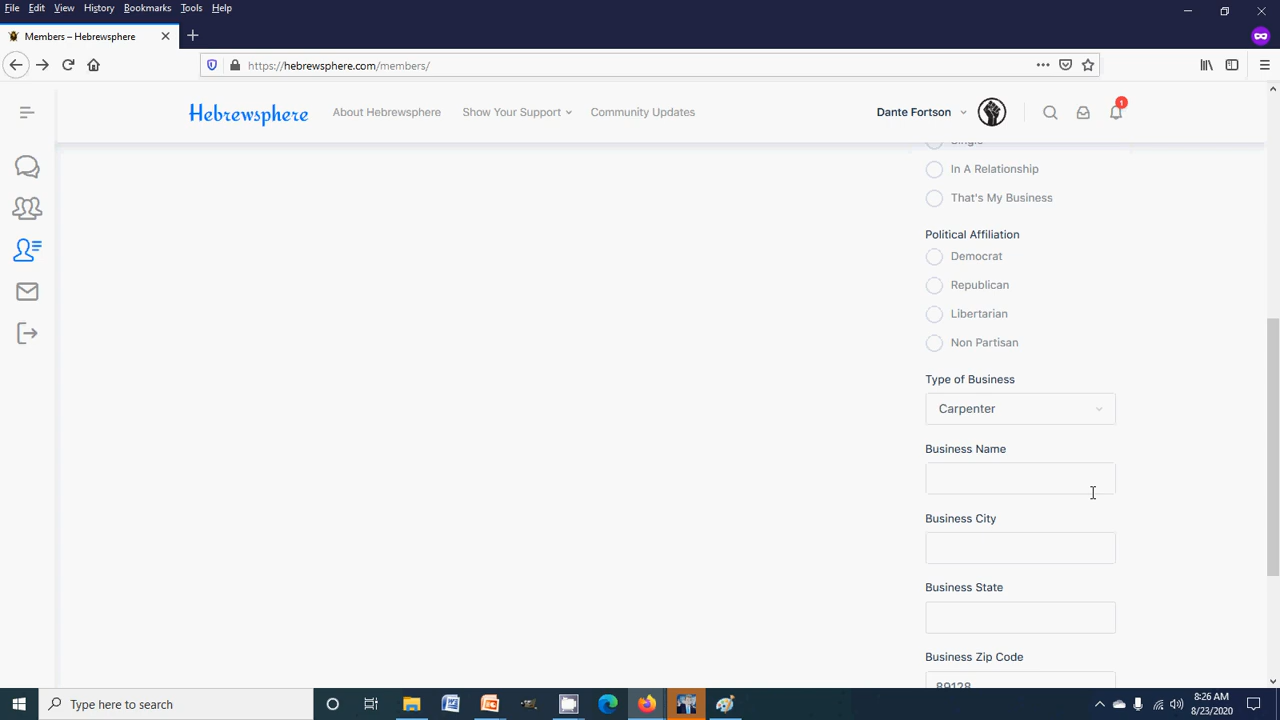 File Edit View History Bookmarks Tools Help
Members – Hebrewsphere
https://hebrewsphere.com/members/
Hebrewsphere About Hebrewsphere Show Your Support Community Updates Dante Fortson 1
Single
In A Relationship
That's My Business
Political Affiliation
Democrat
Republican
Libertarian
Non Partisan
Type of Business
Carpenter
Business Name
Business City
Business State
Business Zip Code
89128
Type here to search
8:26 AM
8/23/2020